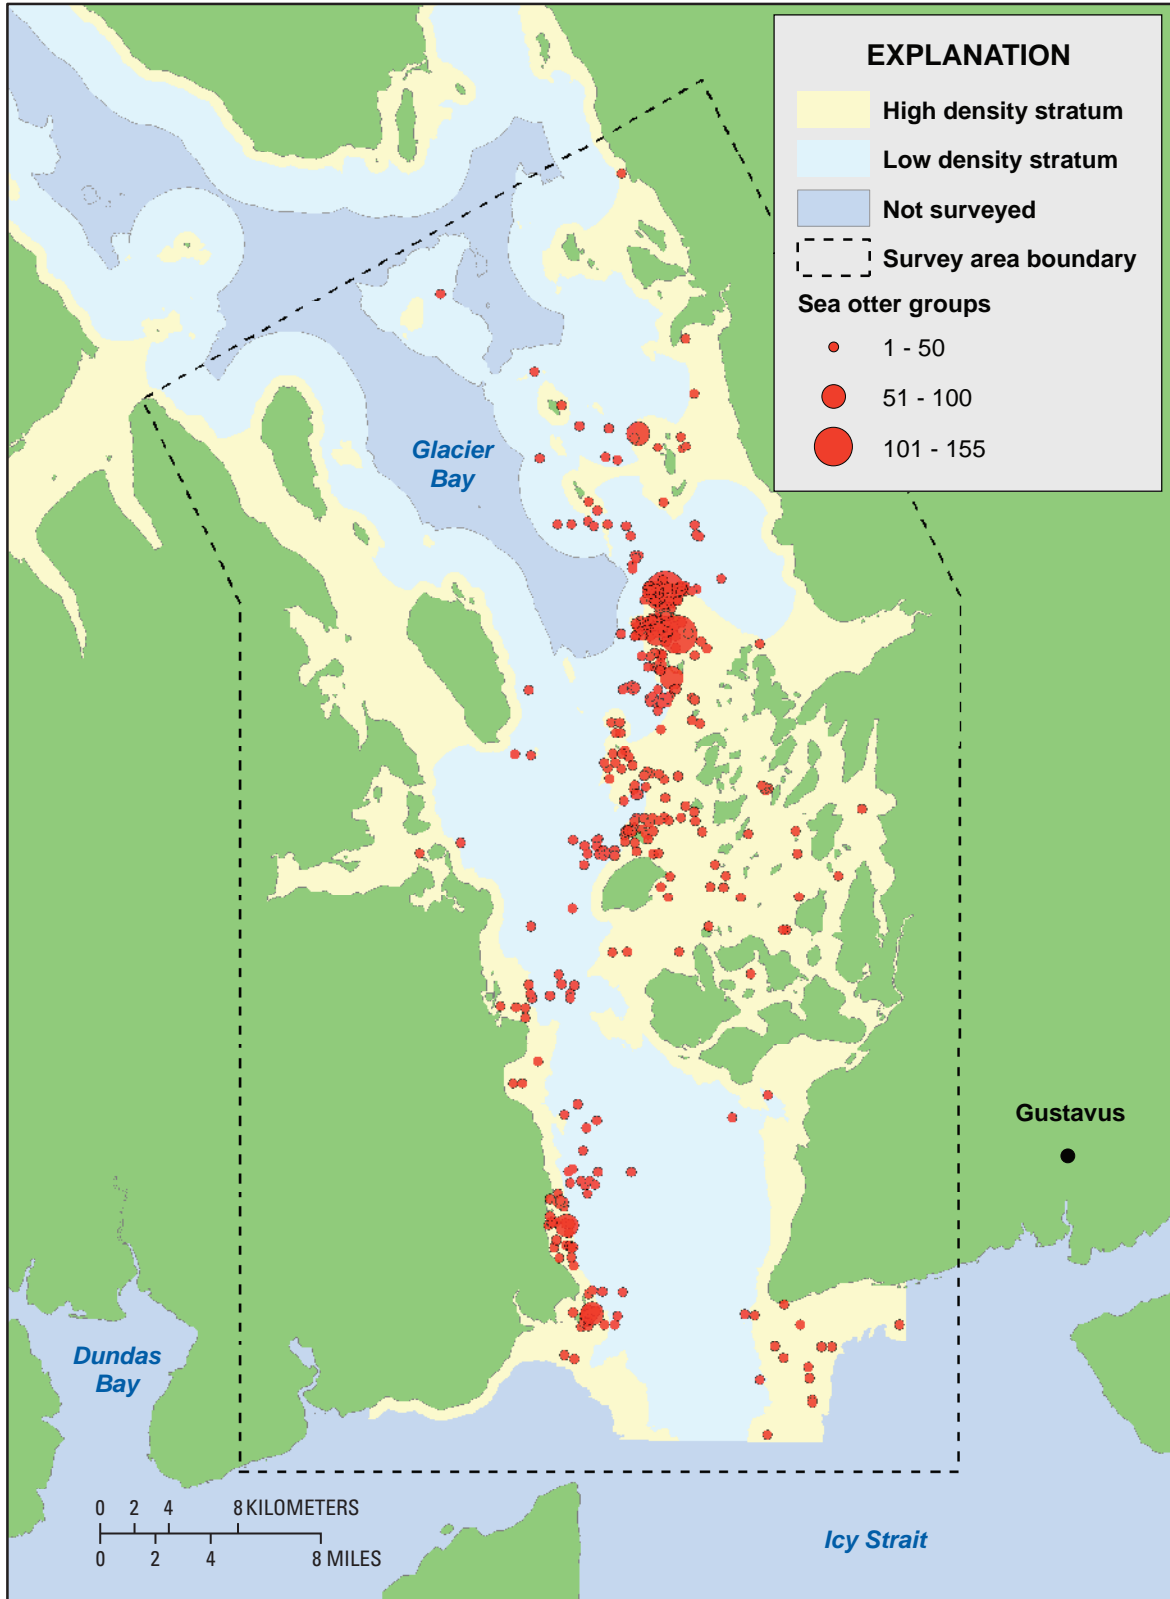 EXPLANATION
High density stratum
Low density stratum
Not surveyed
Survey area boundary
Sea otter groups
1 - 50
51 - 100
101 - 155
Glacier
Bay
Gustavus
Dundas
Bay
0 2 4 8 KILOMETERS
0 2 4 8 MILES
Icy Strait